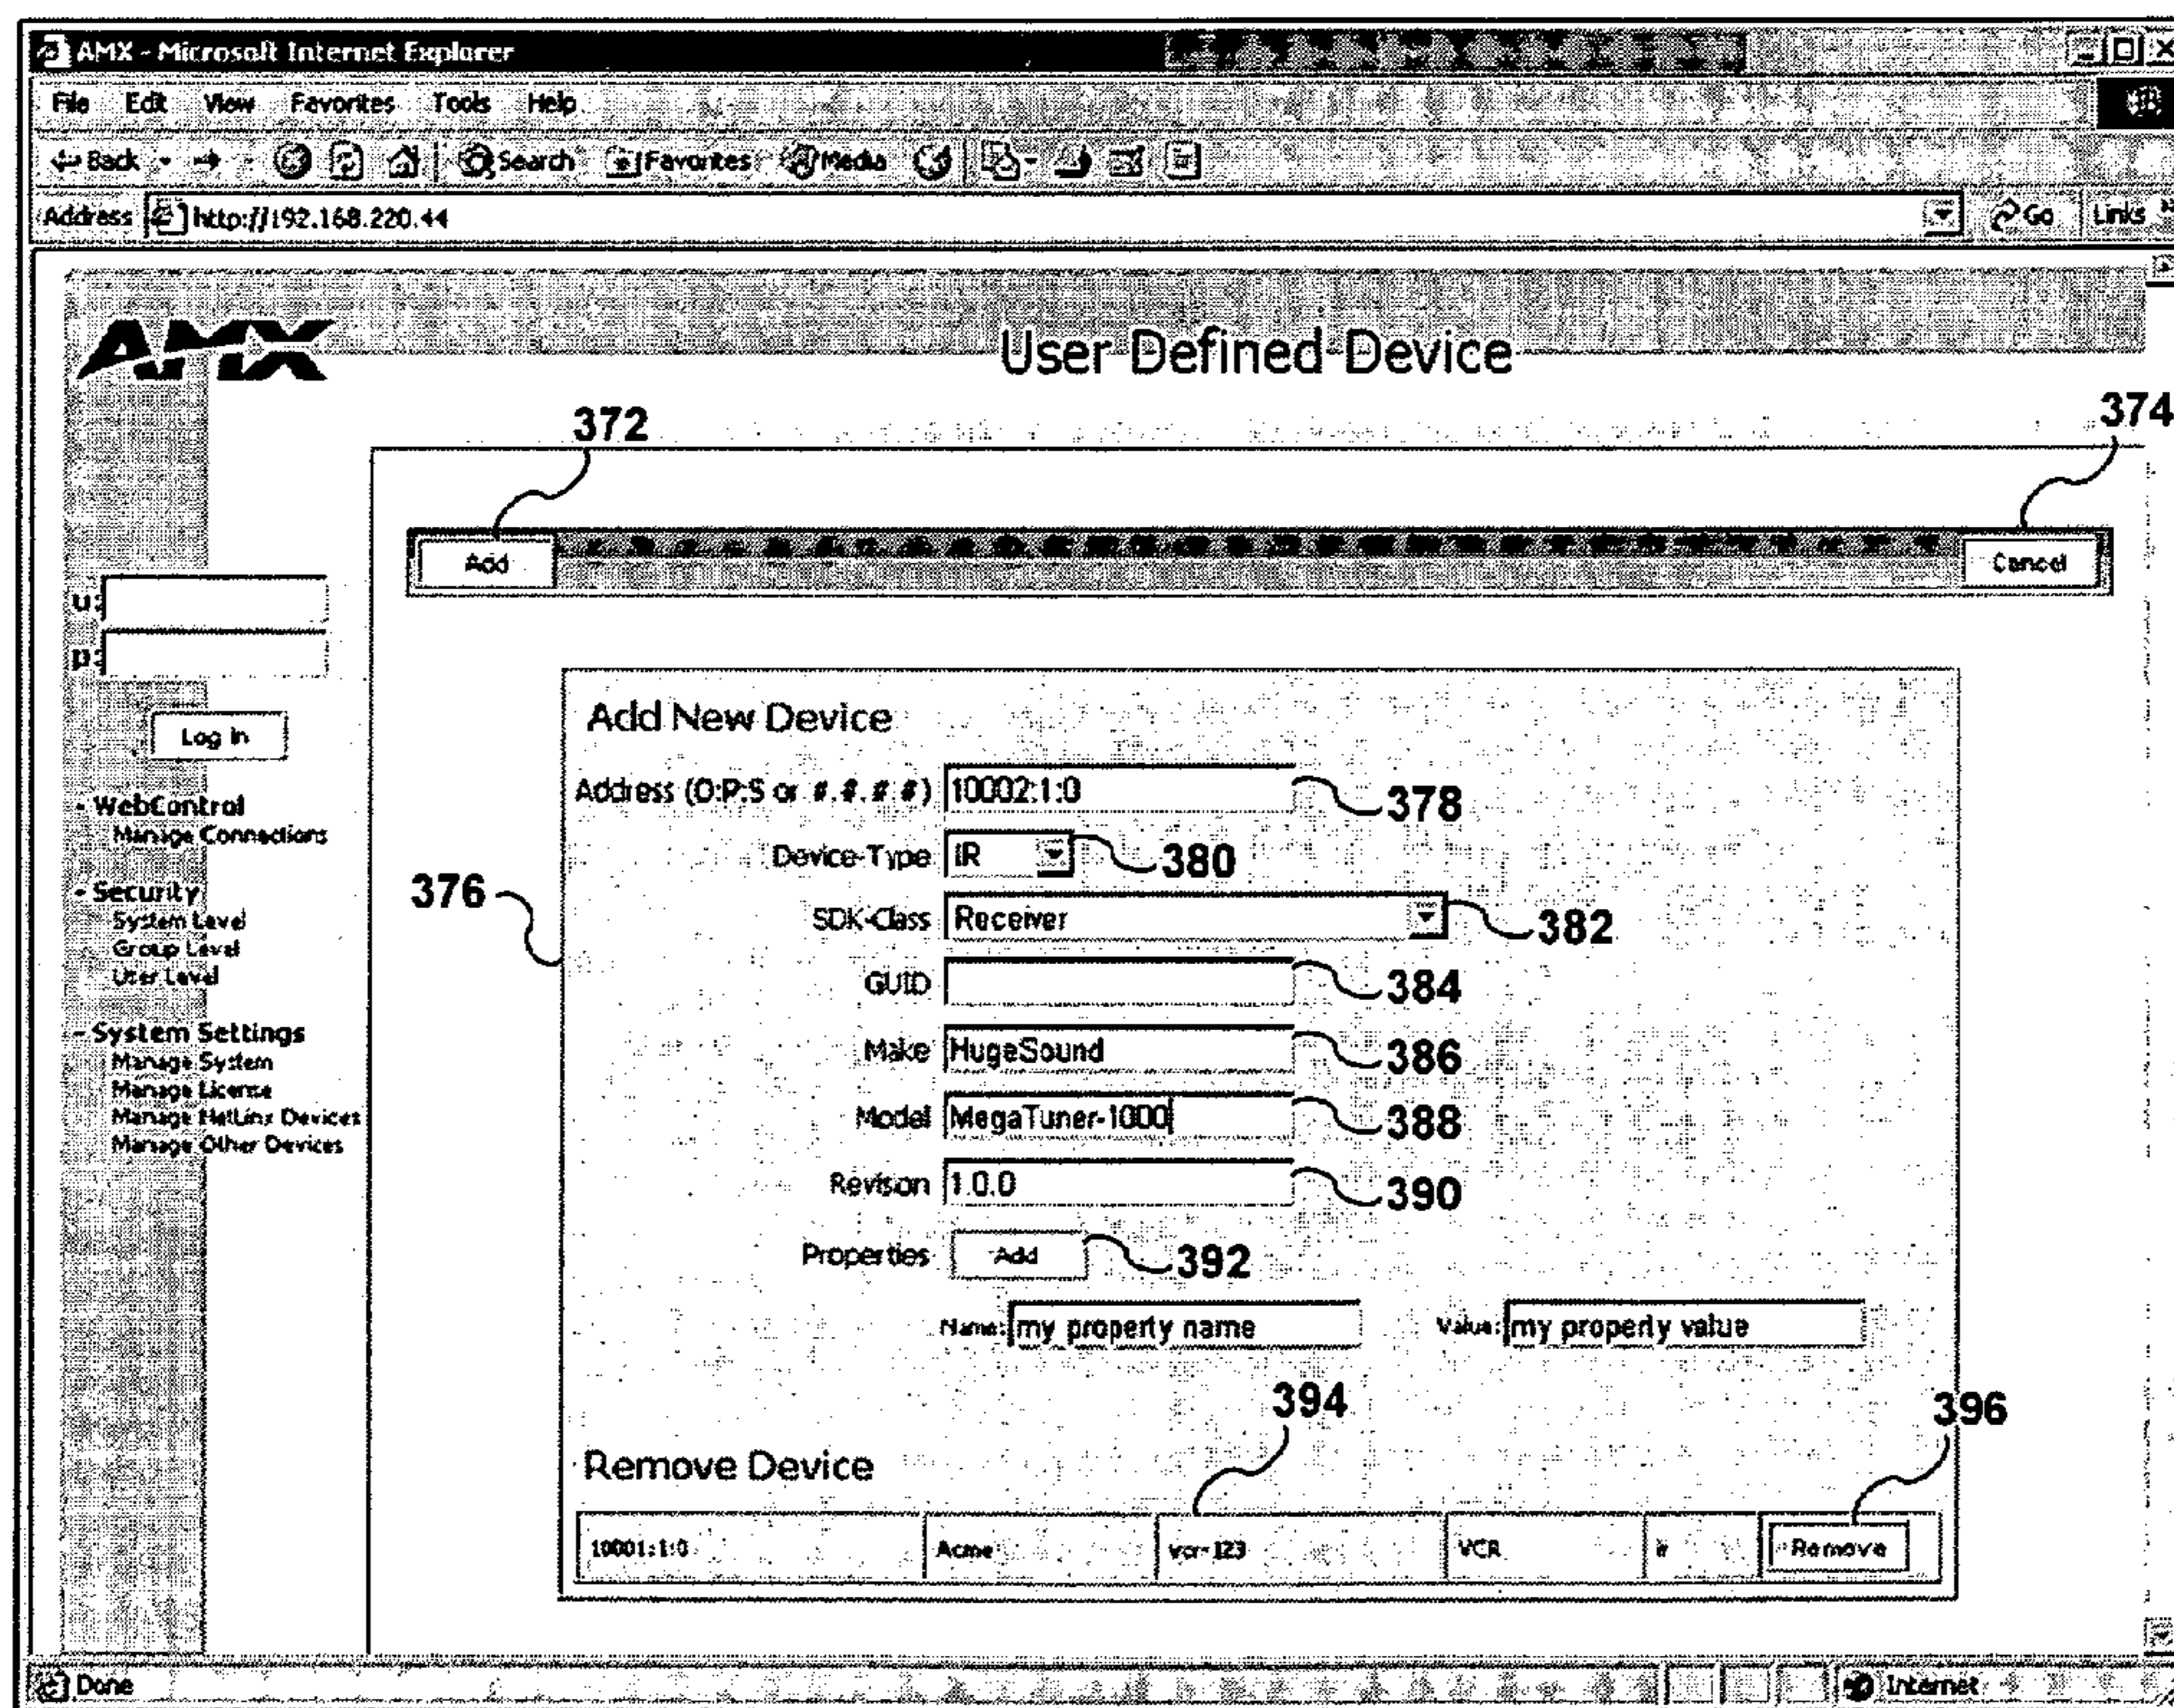 AMX - Microsoft Internet Explorer
File Edit View Favorites Tools Help
Back Search Favorites Media
Address http://192.168.220.44 Go Links
AMX
User Defined Device
372
374
Add Cancel
u:
p:
Log in
- WebControl
Manage Connections
- Security
System Level
Group Level
User Level
- System Settings
Manage System
Manage License
Manage NetLinx Devices
Manage Other Devices
376
Add New Device
Address (D:P:S or #.#.#.#) 10002:1:0 378
Device-Type IR 380
SDK-Class Receiver 382
GUID 384
Make HugeSound 386
Model MegaTuner-1000 388
Revision 1.0.0 390
Properties Add 392
Name: my property name Value: my property value
394
396
Remove Device
10001:1:0 Acme vcr-123 VCR ir Remove
Done Internet